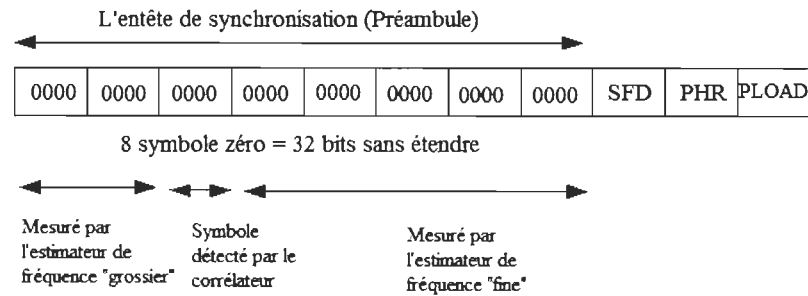 L'entête de synchronisation (Préambule)
0000 0000 0000 0000 0000 0000 0000 0000 SFD PHR PLOAD
8 symbole zéro = 32 bits sans étendre
Mesuré par
l'estimateur de
fréquence "grossier"
Symbole
détecté par le
corrélateur
Mesuré par
l'estimateur de
fréquence "fine"